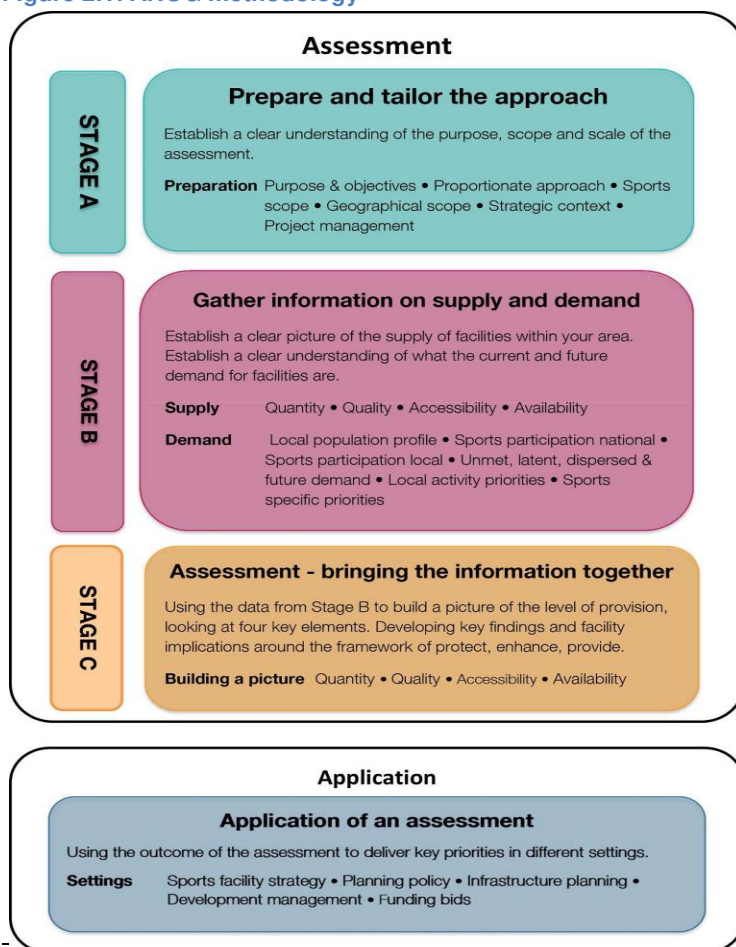 Assessment
STAGE A
Prepare and tailor the approach
Establish a clear understanding of the purpose, scope and scale of the
assessment.
Preparation Purpose & objectives • Proportionate approach • Sports
scope • Geographical scope • Strategic context •
Project management
STAGE B
Gather information on supply and demand
Establish a clear picture of the supply of facilities within your area.
Establish a clear understanding of what the current and future
demand for facilities are.
Supply Quantity • Quality • Accessibility • Availability
Demand Local population profile • Sports participation national •
Sports participation local • Unmet, latent, dispersed &
future demand • Local activity priorities • Sports
specific priorities
STAGE C
Assessment - bringing the information together
Using the data from Stage B to build a picture of the level of provision,
looking at four key elements. Developing key findings and facility
implications around the framework of protect, enhance, provide.
Building a picture Quantity • Quality • Accessibility • Availability
Application
Application of an assessment
Using the outcome of the assessment to deliver key priorities in different settings.
Settings Sports facility strategy • Planning policy • Infrastructure planning •
Development management • Funding bids